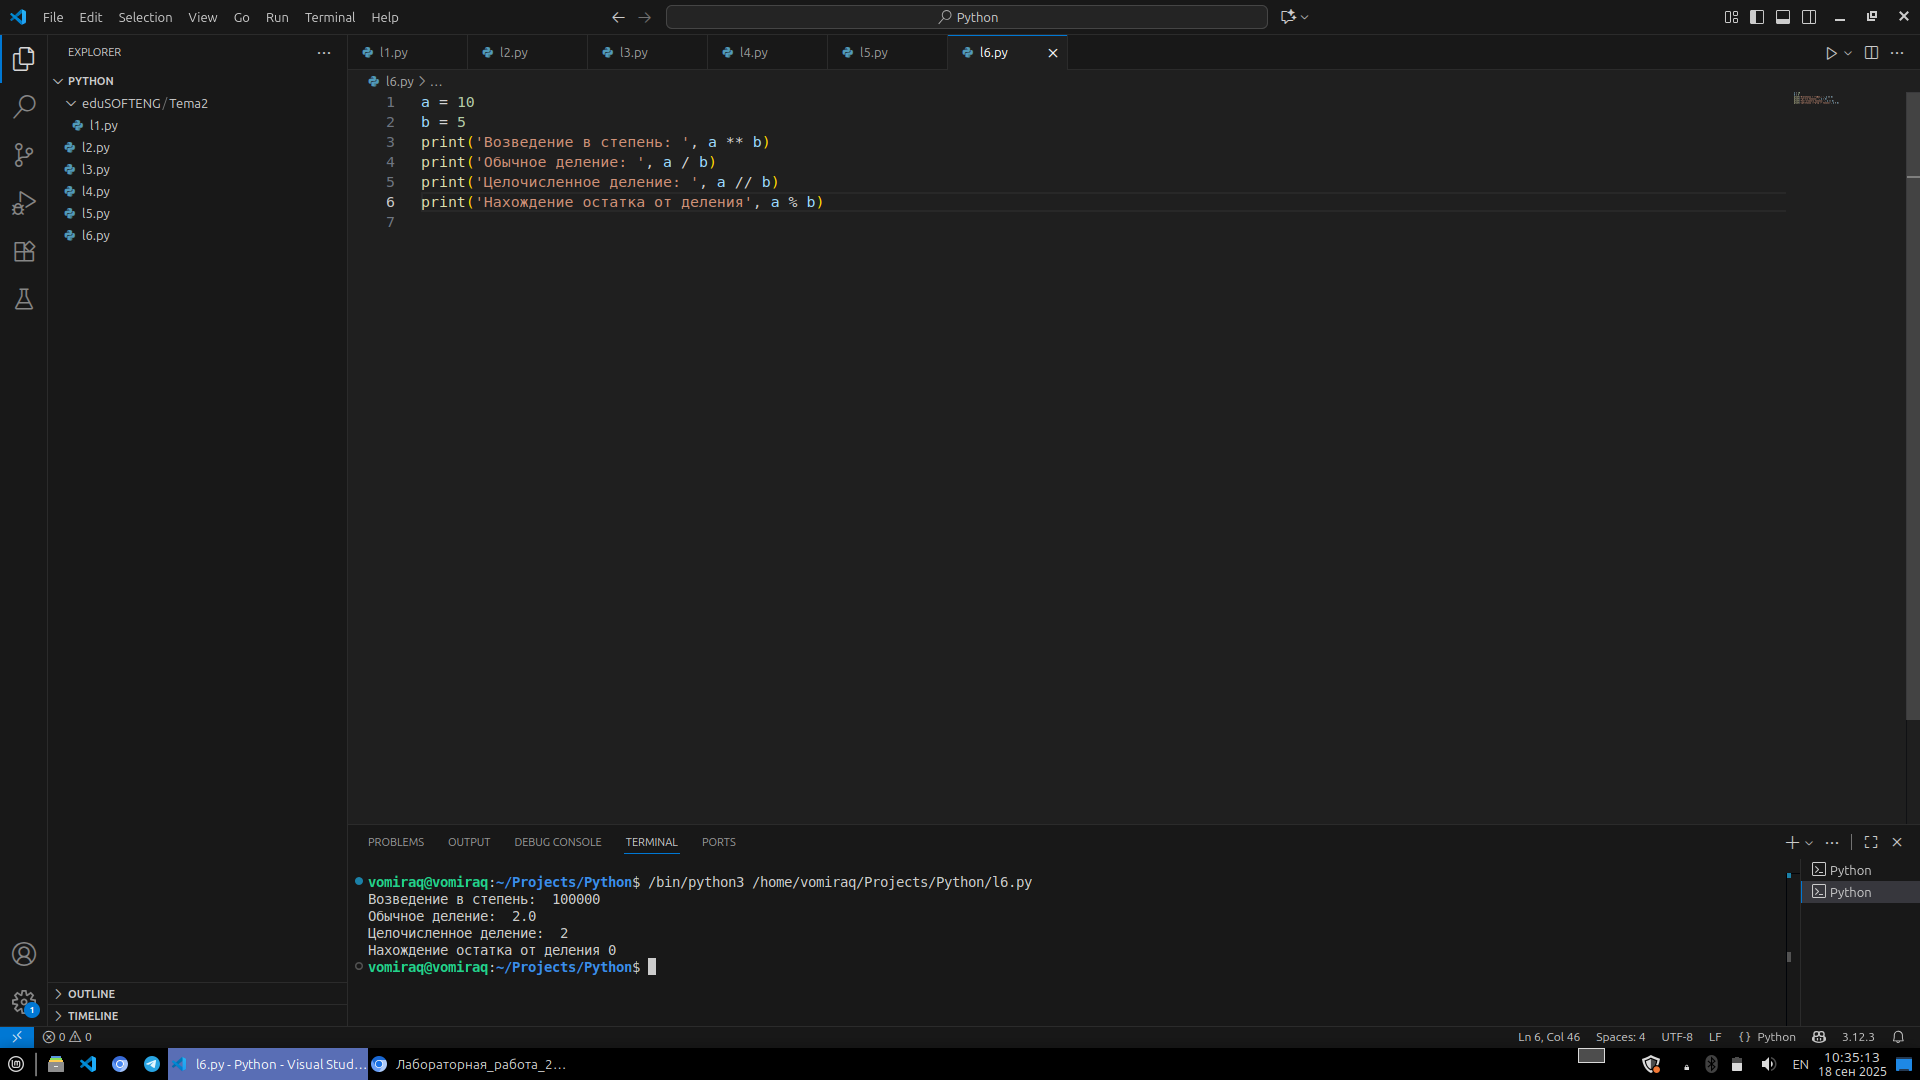 File Edit Selection View Go Run Terminal Help
Python
EXPLORER
PYTHON
eduSOFTENG/Tema2
l1.py
l2.py
l3.py
l4.py
l5.py
l6.py
OUTLINE
TIMELINE
l1.py l2.py l3.py l4.py l5.py l6.py
l6.py > ...
1 a = 10
2 b = 5
3 print('Возведение в степень: ', a ** b)
4 print('Обычное деление: ', a / b)
5 print('Целочисленное деление: ', a // b)
6 print('Нахождение остатка от деления', a % b)
7
PROBLEMS OUTPUT DEBUG CONSOLE TERMINAL PORTS
vomiraq@vomiraq:~/Projects/Python$ /bin/python3 /home/vomiraq/Projects/Python/l6.py
Возведение в степень:  100000
Обычное деление:  2.0
Целочисленное деление:  2
Нахождение остатка от деления 0
vomiraq@vomiraq:~/Projects/Python$
Python
Python
1
0 0
Ln 6, Col 46 Spaces: 4 UTF-8 LF {} Python 3.12.3
l6.py - Python - Visual Stud...
Лабораторная_работа_2...
EN
10:35:13
18 сен 2025